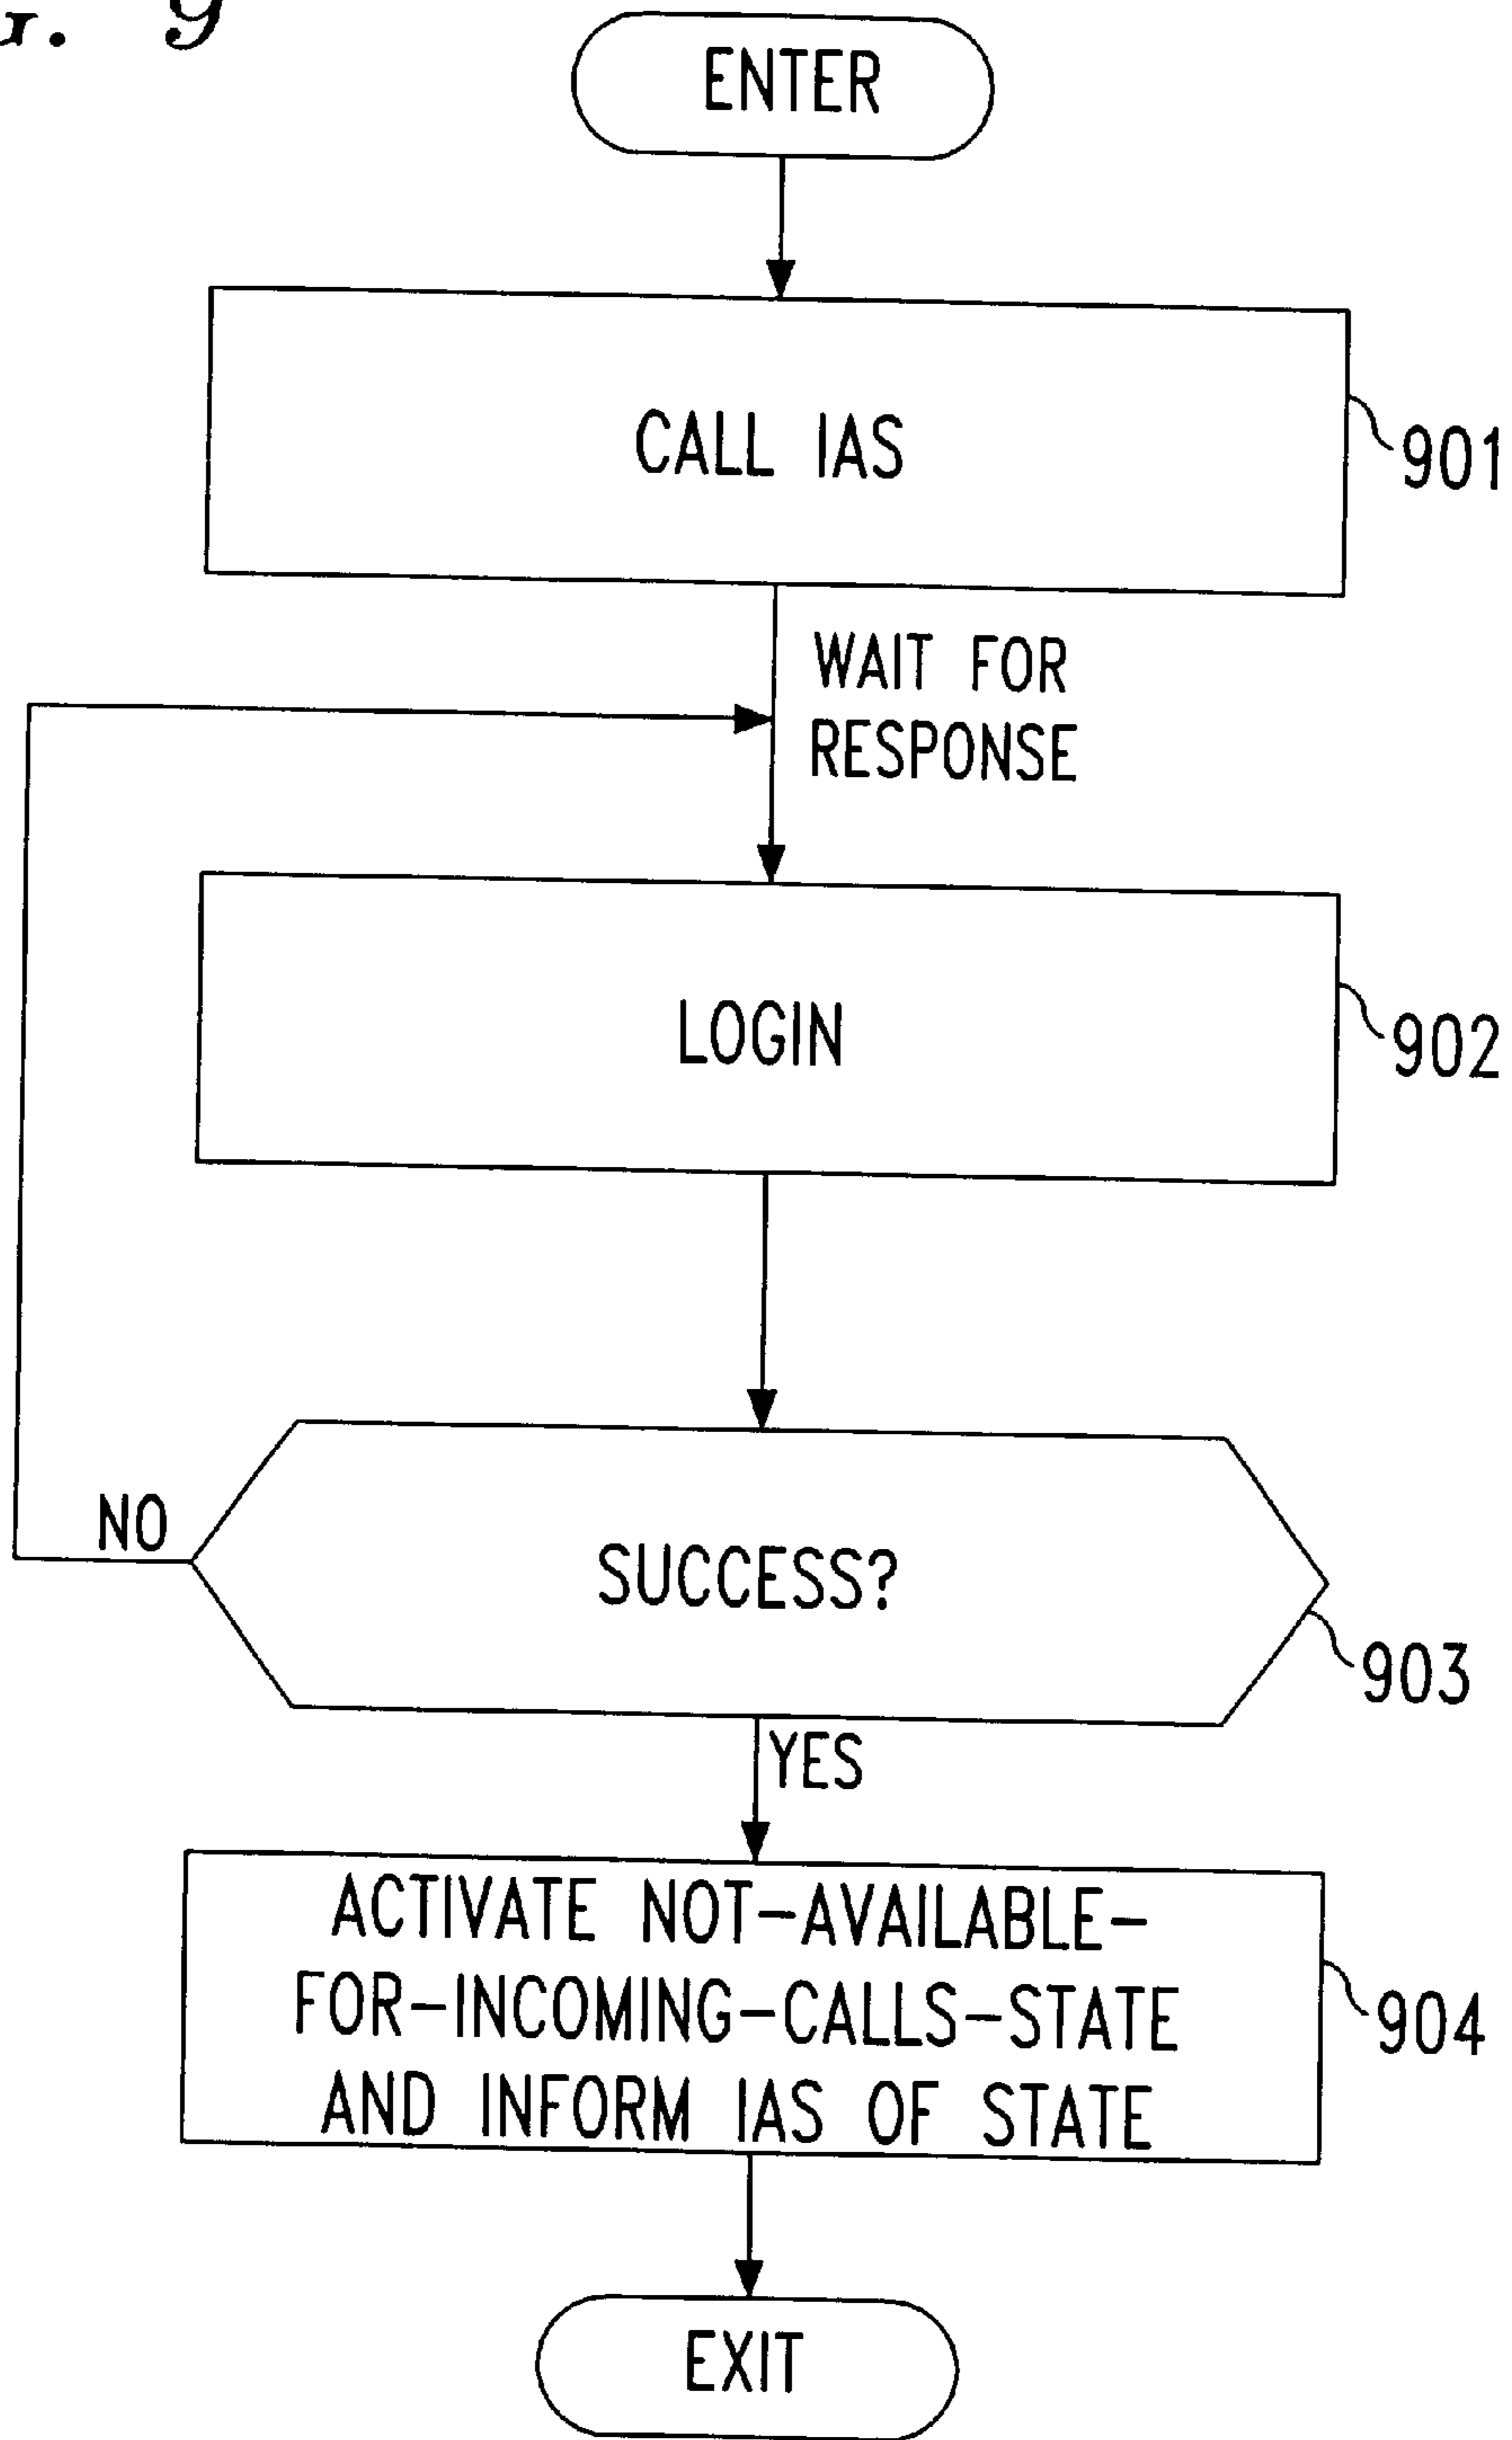 9
ENTER
CALL IAS
901
WAIT FOR
RESPONSE
LOGIN
902
NO
SUCCESS?
903
YES
ACTIVATE NOT-AVAILABLE-
FOR-INCOMING-CALLS-STATE
AND INFORM IAS OF STATE
904
EXIT